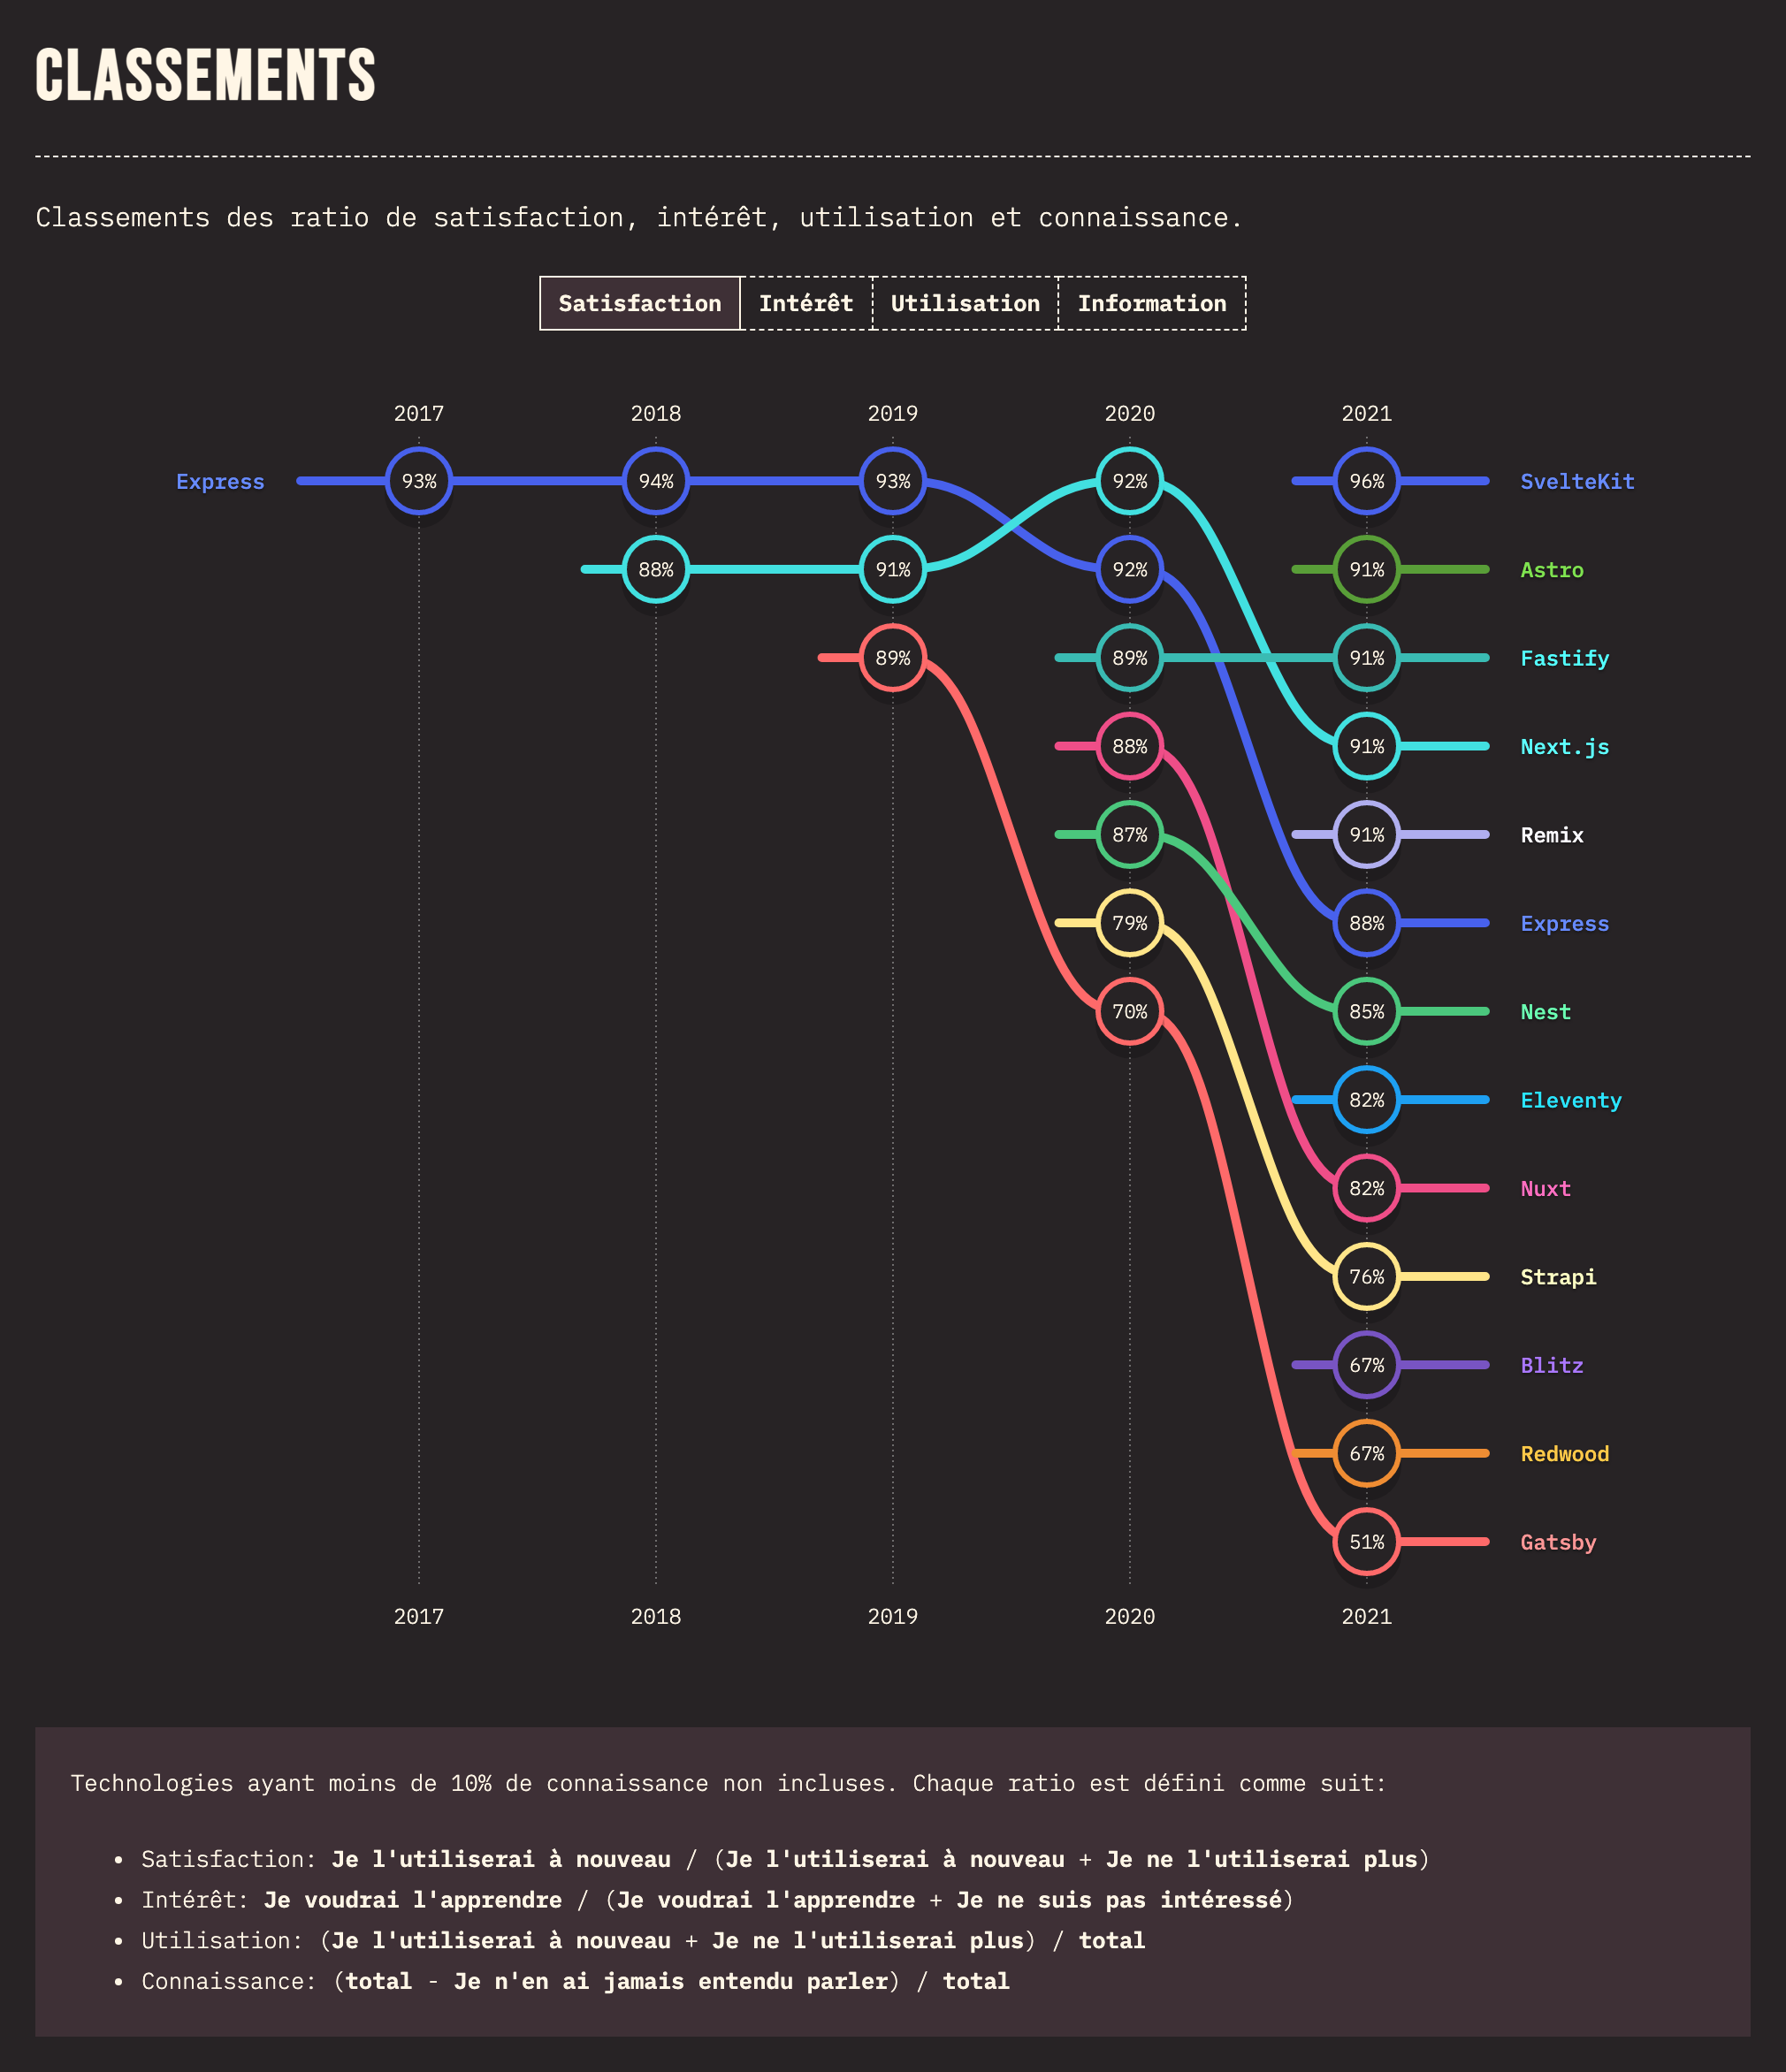 CLASSEMENTS
Classements des ratio de satisfaction, intérêt, utilisation et connaissance.
Satisfaction Intérêt Utilisation Information
2017 2018 2019 2020 2021
Express 93% 94% 93% 92% 96% SvelteKit
88% 91% 92% 91% Astro
89% 89% 91% Fastify
88% 91% Next.js
87% 91% Remix
79% 88% Express
70% 85% Nest
82% Eleventy
82% Nuxt
76% Strapi
67% Blitz
67% Redwood
51% Gatsby
2017 2018 2019 2020 2021
Technologies ayant moins de 10% de connaissance non incluses. Chaque ratio est défini comme suit:
• Satisfaction: Je l'utiliserai à nouveau / (Je l'utiliserai à nouveau + Je ne l'utiliserai plus)
• Intérêt: Je voudrai l'apprendre / (Je voudrai l'apprendre + Je ne suis pas intéressé)
• Utilisation: (Je l'utiliserai à nouveau + Je ne l'utiliserai plus) / total
• Connaissance: (total - Je n'en ai jamais entendu parler) / total